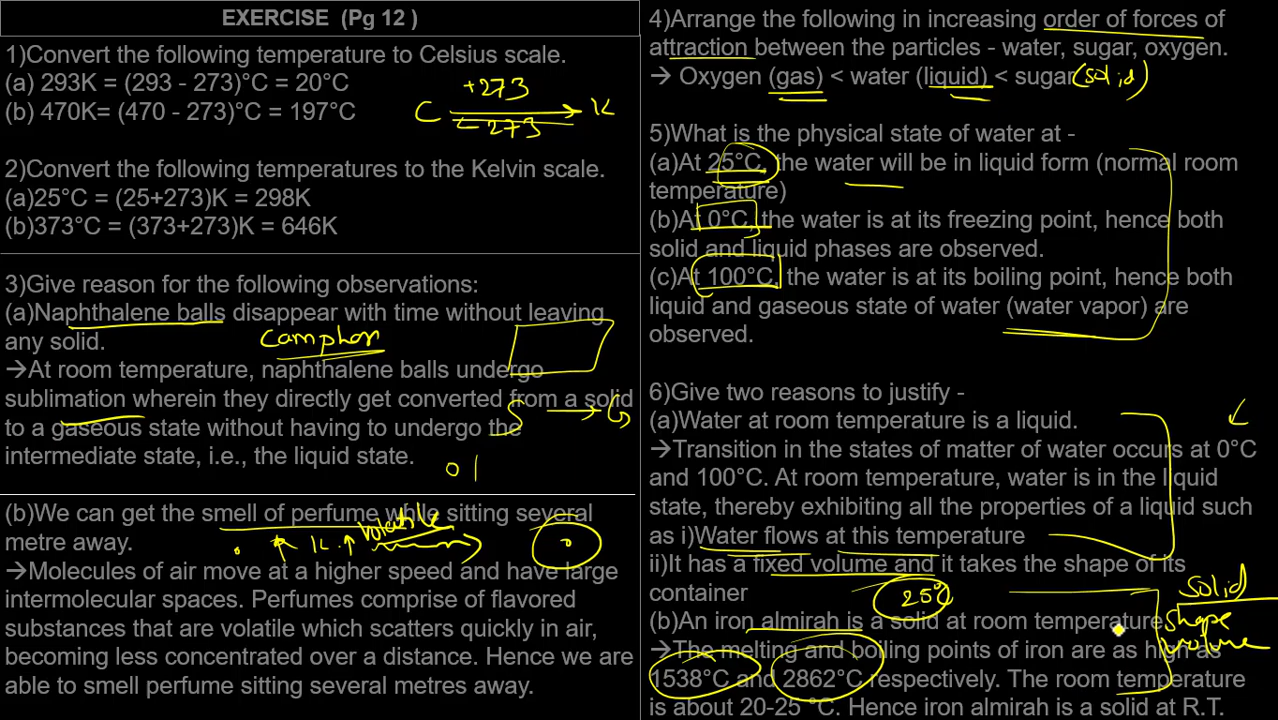 EXERCISE (Pg 12 )
1)Convert the following temperature to Celsius scale.
(a) 293K = (293 - 273)°C = 20°C
(b) 470K= (470 - 273)°C = 197°C
+273
C K
-273
2)Convert the following temperatures to the Kelvin scale.
(a)25°C = (25+273)K = 298K
(b)373°C = (373+273)K = 646K
3)Give reason for the following observations:
(a)Naphthalene balls disappear with time without leaving
any solid.
Camphor
→At room temperature, naphthalene balls undergo
sublimation wherein they directly get converted from a solid
S → G
to a gaseous state without having to undergo the
intermediate state, i.e., the liquid state.
(b)We can get the smell of perfume while sitting several
metre away.
↑ K.↑ Volatile
→Molecules of air move at a higher speed and have large
intermolecular spaces. Perfumes comprise of flavored
substances that are volatile which scatters quickly in air,
becoming less concentrated over a distance. Hence we are
able to smell perfume sitting several metres away.
4)Arrange the following in increasing order of forces of
attraction between the particles - water, sugar, oxygen.
→ Oxygen (gas) < water (liquid) < sugar (solid)
5)What is the physical state of water at -
(a)At 25°C, the water will be in liquid form (normal room
temperature)
(b)At 0°C, the water is at its freezing point, hence both
solid and liquid phases are observed.
(c)At 100°C, the water is at its boiling point, hence both
liquid and gaseous state of water (water vapor) are
observed.
6)Give two reasons to justify -
(a)Water at room temperature is a liquid.
→Transition in the states of matter of water occurs at 0°C
and 100°C. At room temperature, water is in the liquid
state, thereby exhibiting all the properties of a liquid such
as i)Water flows at this temperature
ii)It has a fixed volume and it takes the shape of its
container
25°C
solid
shape
volume
(b)An iron almirah is a solid at room temperature
→The melting and boiling points of iron are as high as
1538°C and 2862°C respectively. The room temperature
is about 20-25 °C. Hence iron almirah is a solid at R.T.